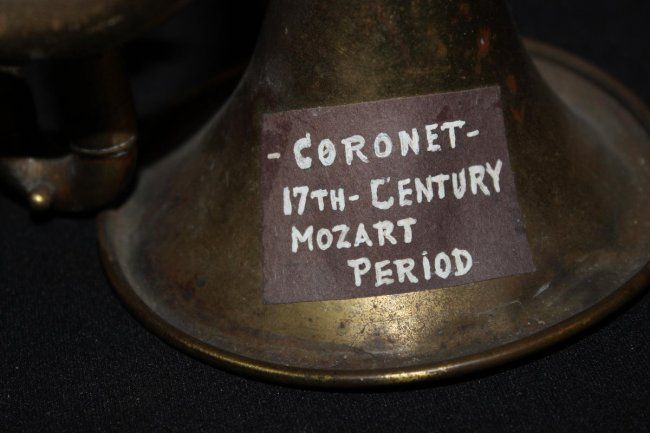 - CORONET -
17TH - CENTURY
MOZART
PERIOD